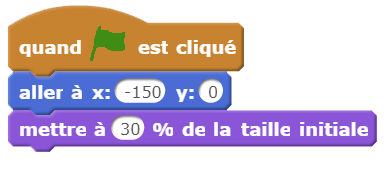 quand est cliqué
aller à x: -150 y: 0
mettre à 30 % de la taille initiale